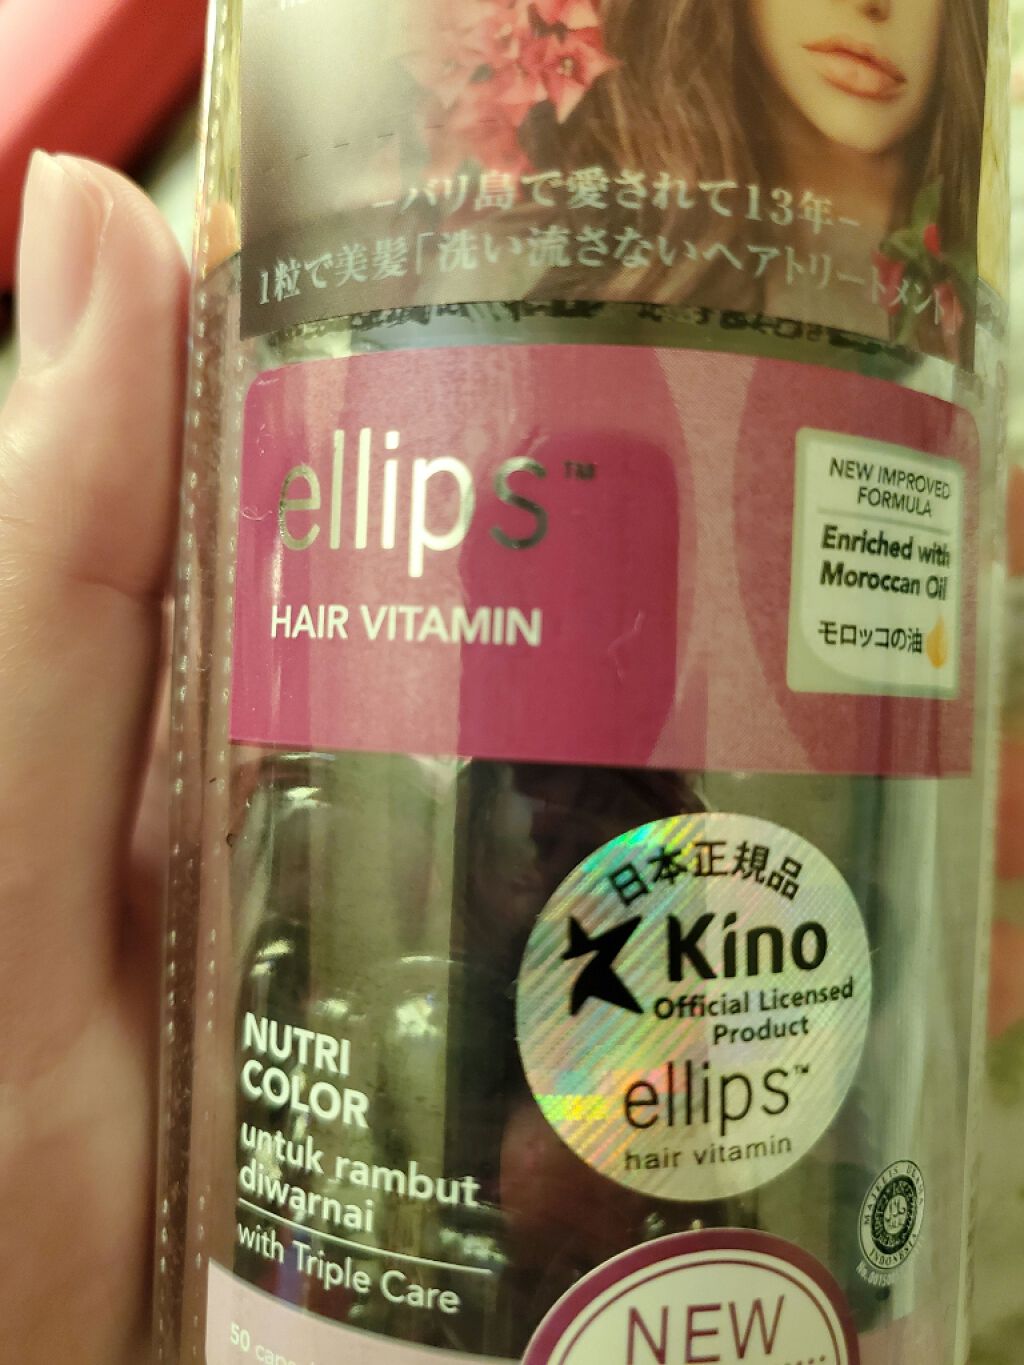 -バリ島で愛されて13年-
1粒で美髪「洗い流さないヘアトリートメント」
ellips™
HAIR VITAMIN
NEW IMPROVED
FORMULA
Enriched with
Moroccan Oil
モロッコの油
日本正規品
Kino
Official Licensed
Product
ellips™
hair vitamin
NUTRI
COLOR
untuk rambut
diwarnai
with Triple Care
MAJELIS
INDONESIA
50
NEW